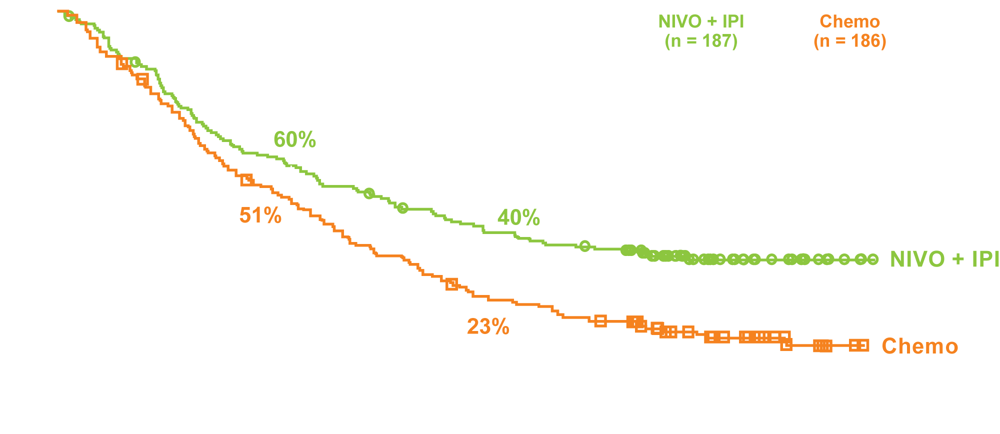 NIVO + IPI
(n = 187)
Chemo
(n = 186)
60%
51%
40%
23%
NIVO + IPI
Chemo